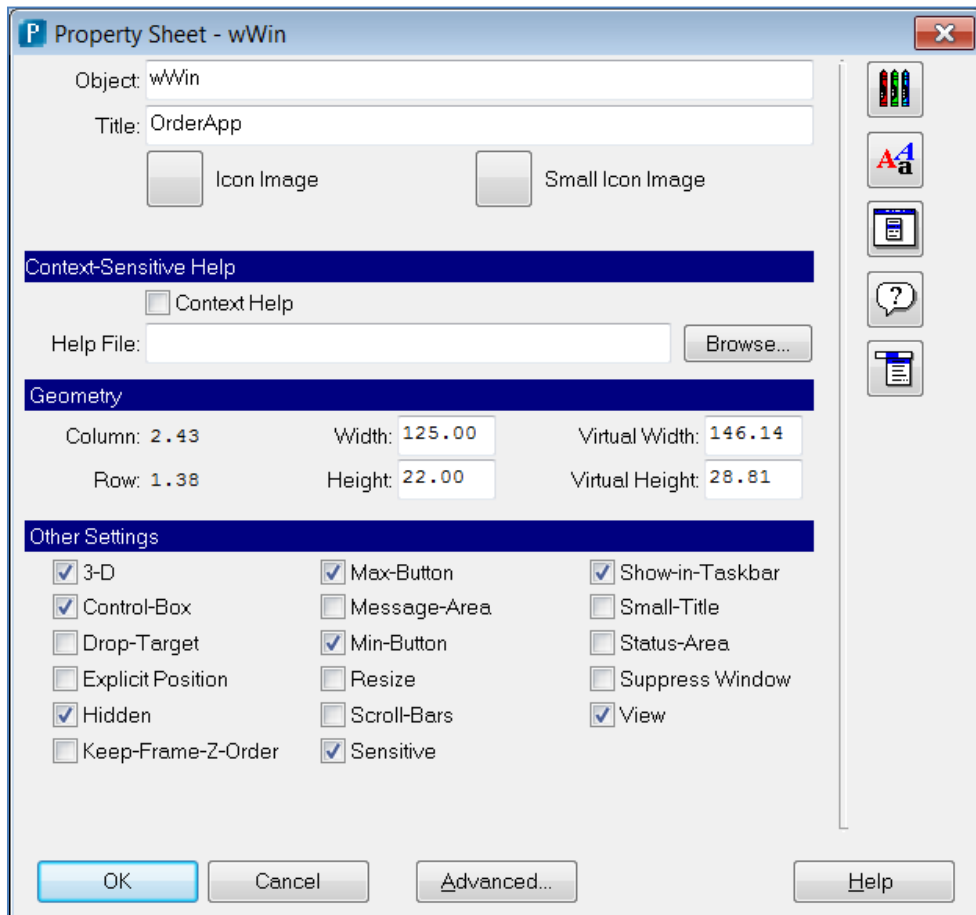 Property Sheet - wWin
Object: wWin
Title: OrderApp
Icon Image Small Icon Image
Context-Sensitive Help
Context Help
Help File: Browse...
Geometry
Column: 2.43 Width: 125.00 Virtual Width: 146.14
Row: 1.38 Height: 22.00 Virtual Height: 28.81
Other Settings
3-D Max-Button Show-in-Taskbar
Control-Box Message-Area Small-Title
Drop-Target Min-Button Status-Area
Explicit Position Resize Suppress Window
Hidden Scroll-Bars View
Keep-Frame-Z-Order Sensitive
OK Cancel Advanced... Help